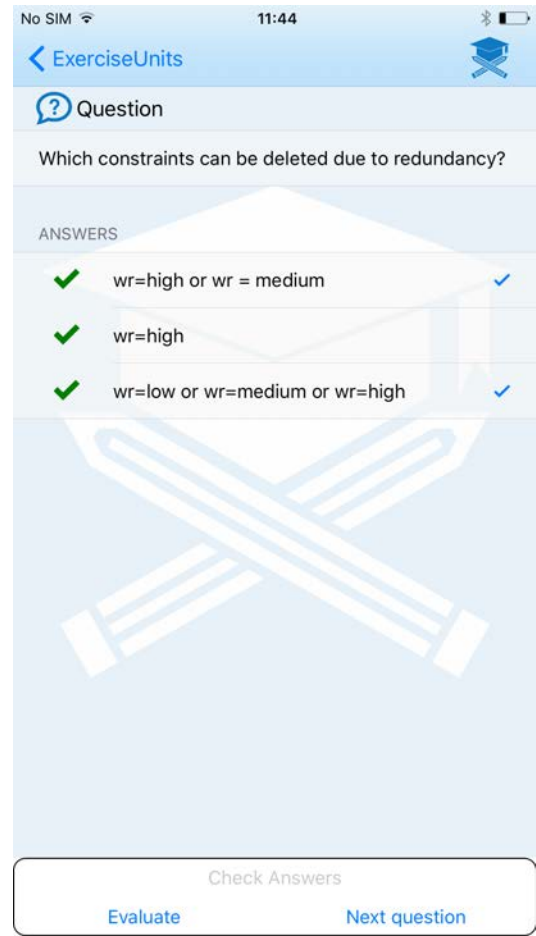 No SIM 11:44
ExerciseUnits
? Question
Which constraints can be deleted due to redundancy?
ANSWERS
wr=high or wr = medium
wr=high
wr=low or wr=medium or wr=high
Check Answers
Evaluate Next question